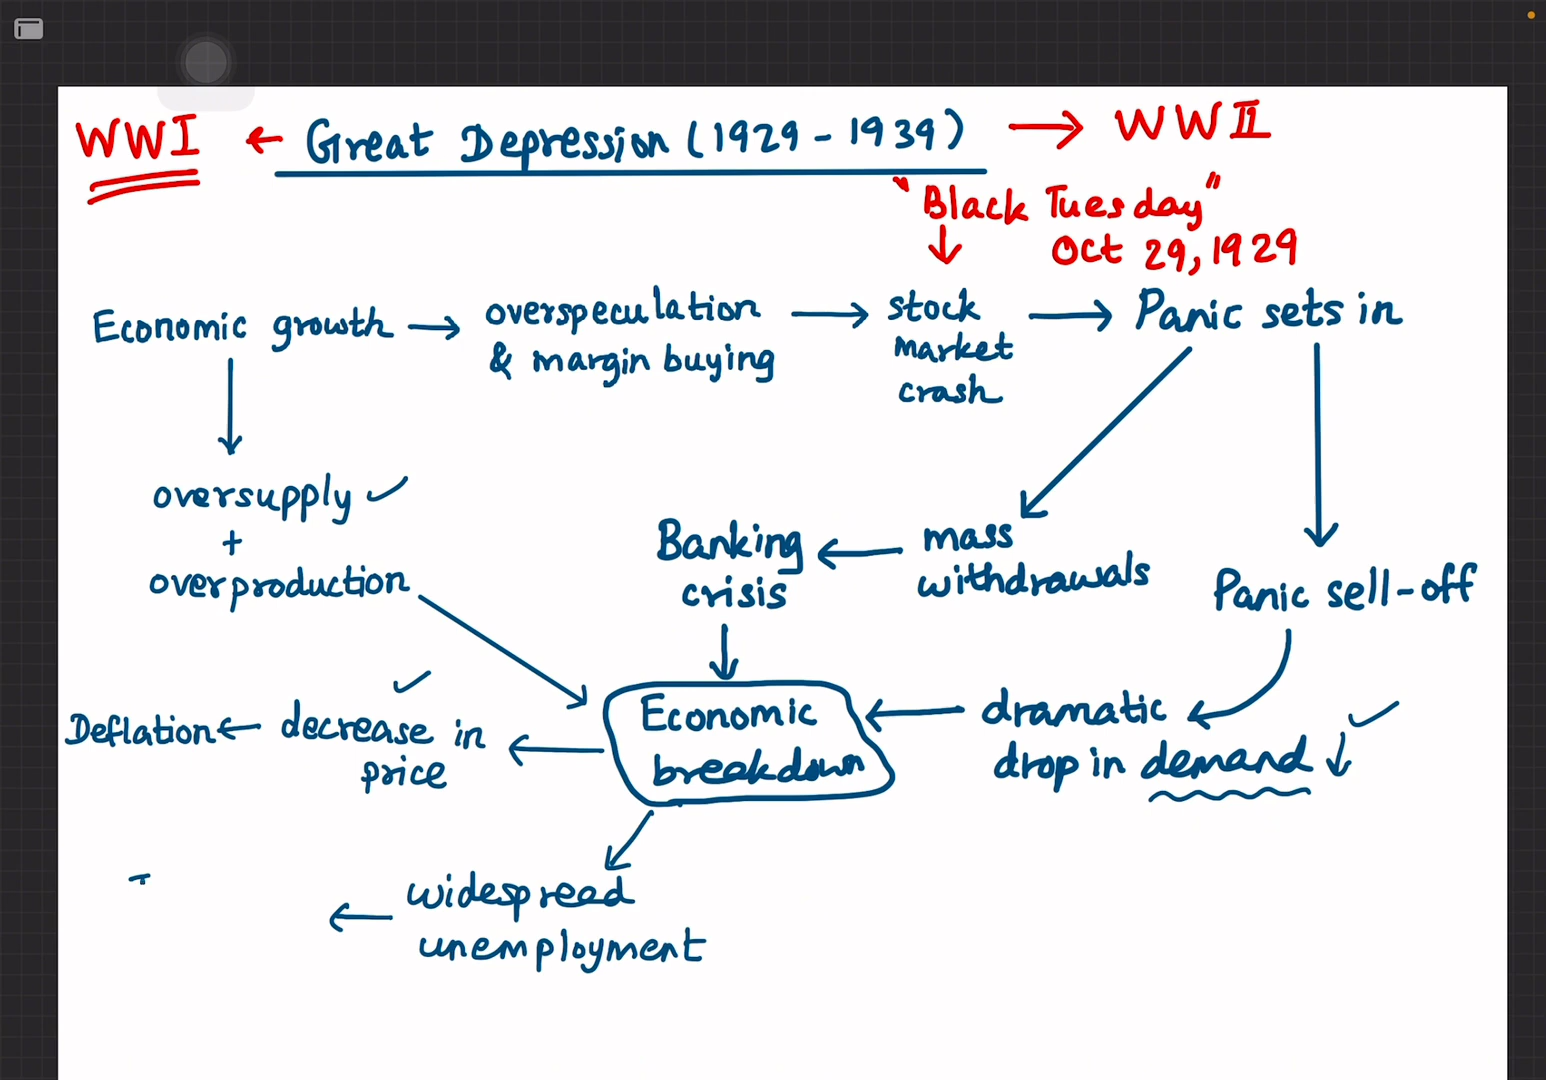 WWI ← Great Depression (1929 - 1939) → WW II
"Black Tuesday"
↓ Oct 29, 1929
Economic growth → overspeculation → stock → Panic sets in
& margin buying
market
crash
oversupply ✓
+
overproduction
Banking ← mass
crisis
withdrawals
Panic sell-off
Economic ← dramatic
breakdown
drop in demand ↓ ✓
Deflation ← decrease in ←
price
← widespread
unemployment